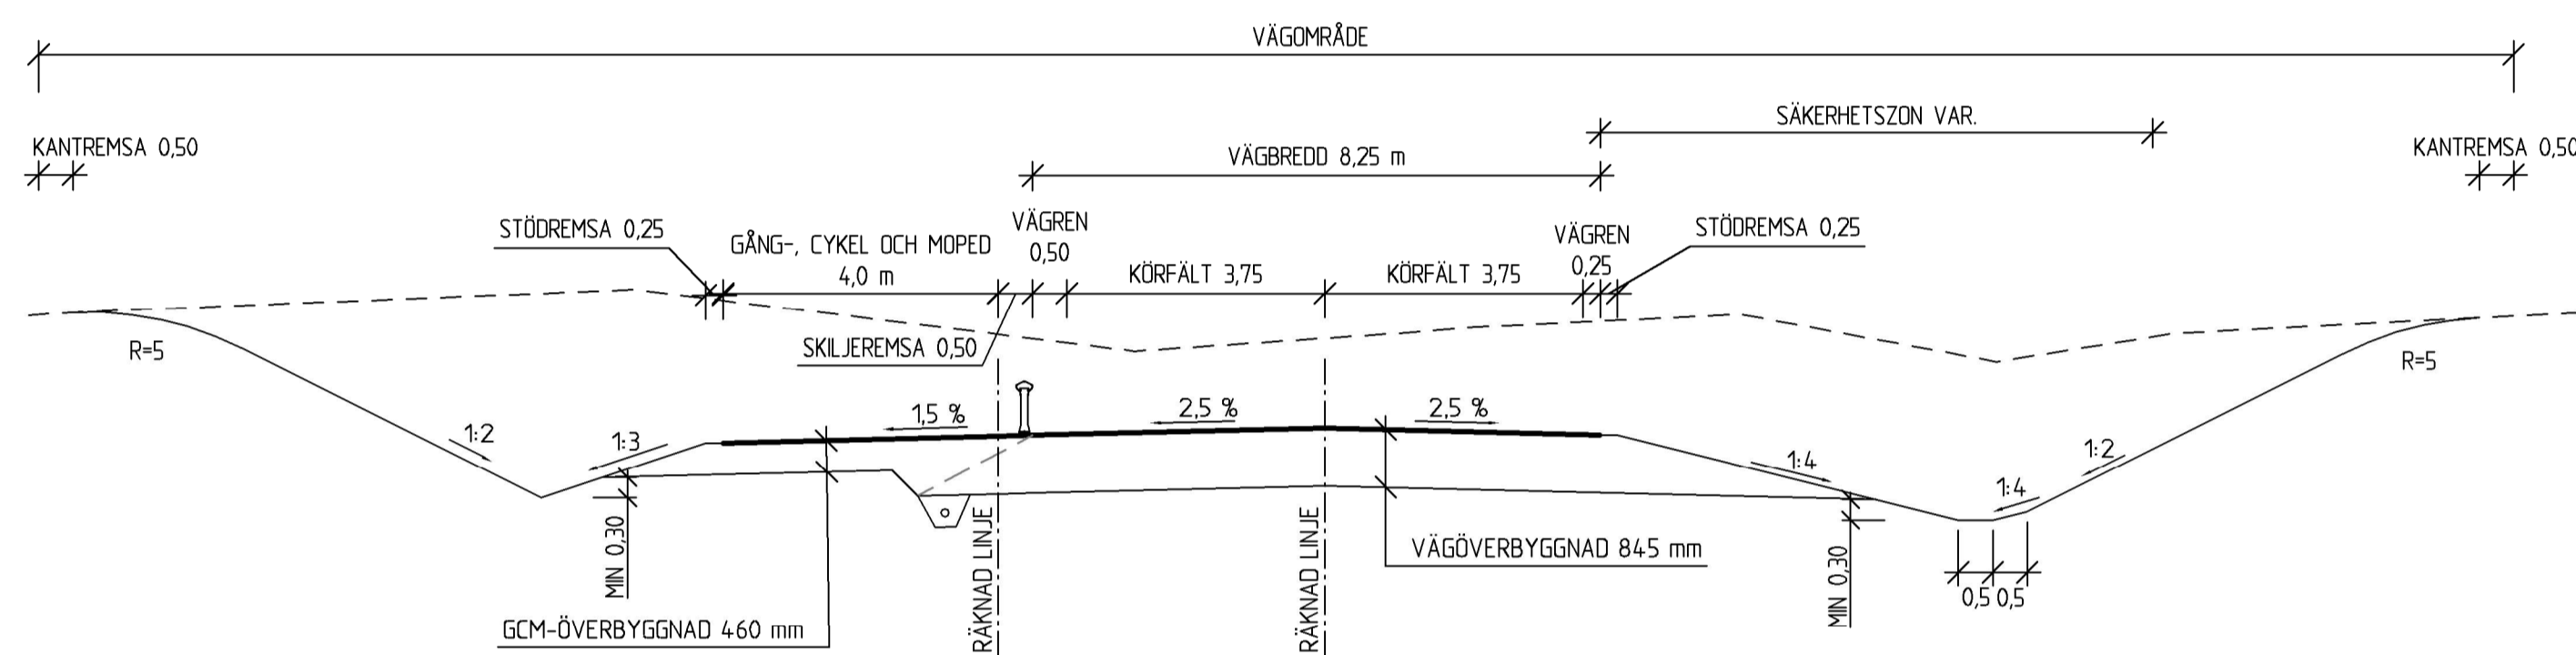 VÄGOMRÅDE
SÄKERHETSZON VAR.
KANTREMSA 0,50
VÄGBREDD 8,25 m
KANTREMSA 0,50
STÖDREMSA 0,25
GÅNG-, CYKEL OCH MOPED
4,0 m
VÄGREN
0,50
KÖRFÄLT 3,75
KÖRFÄLT 3,75
VÄGREN
0,25
STÖDREMSA 0,25
SKILJEREMSA 0,50
R=5
R=5
1:2
1:3
1,5 %
2,5 %
2,5 %
1:4
1:4
1:2
MIN 0,30
GCM-ÖVERBYGGNAD 460 mm
RÄKNAD LINJE
RÄKNAD LINJE
VÄGÖVERBYGGNAD 845 mm
MIN 0,30
0,5 0,5